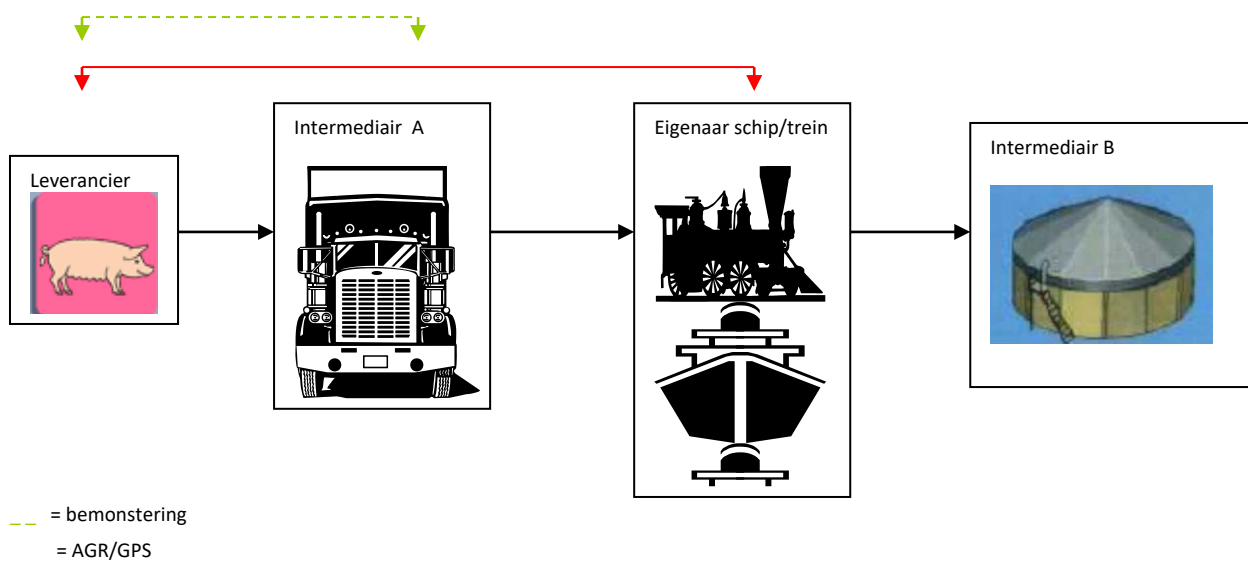 Leverancier
Intermediair A
Eigenaar schip/trein
Intermediair B
= bemonstering
= AGR/GPS